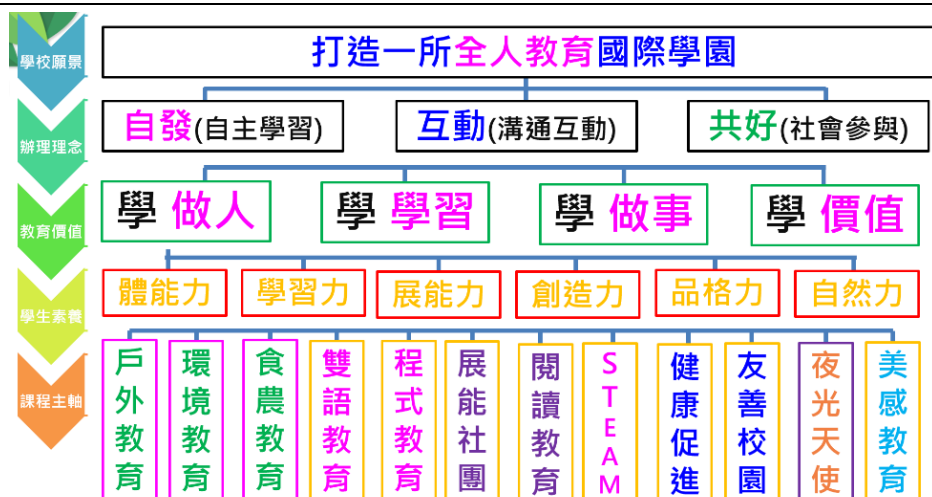 學校願景
打造一所全人教育國際學園
辦理理念
自發(自主學習)
互動(溝通互動)
共好(社會參與)
教育價值
學 做人
學 學習
學 做事
學 價值
學生素養
體能力
學習力
展能力
創造力
品格力
自然力
課程主軸
戶外教育
環境教育
食農教育
雙語教育
程式教育
展能社團
閱讀教育
STEAM
健康促進
友善校園
夜光天使
美感教育